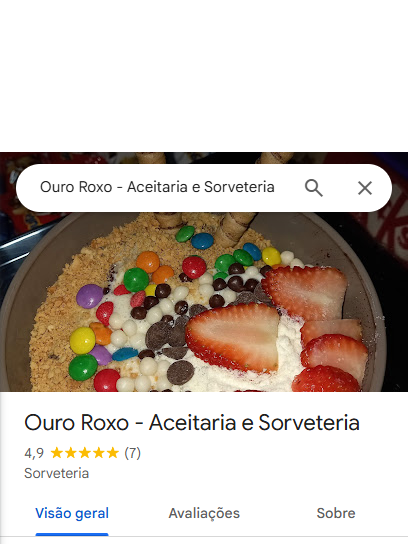 Ouro Roxo - Aceitaria e Sorveteria
Ouro Roxo - Aceitaria e Sorveteria
4,9 ★★★★★ (7)
Sorveteria
Visão geral Avaliações Sobre